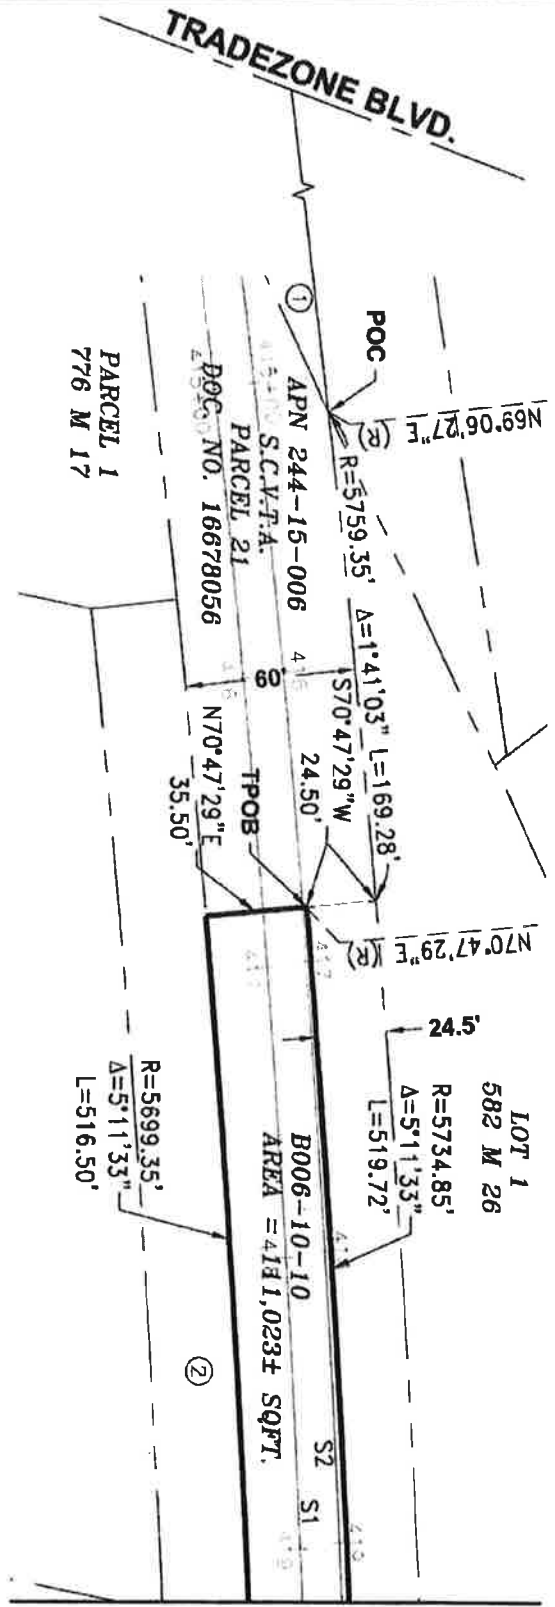 TRADEZONE BLVD.
①
POC
N69°06'27"E (R)
R=5759.35' Δ=1°41'03" L=169.28'
APN 244-15-006
S.C.V.T.A.
PARCEL 21
DOC. NO. 16678056
PARCEL 1
776 M 17
60'
S70°47'29"W
24.50'
TPOB
N70°47'29"E
35.50'
N70°47'29"E (R)
24.5'
LOT 1
582 M 26
R=5734.85'
Δ=5°11'33"
L=519.72'
B006-10-10
AREA = 1,023± SQFT.
R=5699.35'
Δ=5°11'33"
L=516.50'
②
S2
S1